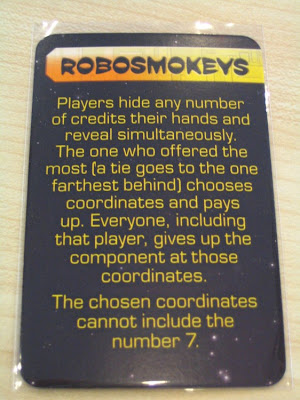 ROBOSMOKEYS
Players hide any number
of credits their hands and
reveal simultaneously.
The one who offered the
most (a tie goes to the one
farthest behind) chooses
coordinates and pays
up. Everyone, including
that player, gives up the
component at those
coordinates.
The chosen coordinates
cannot include the
number 7.